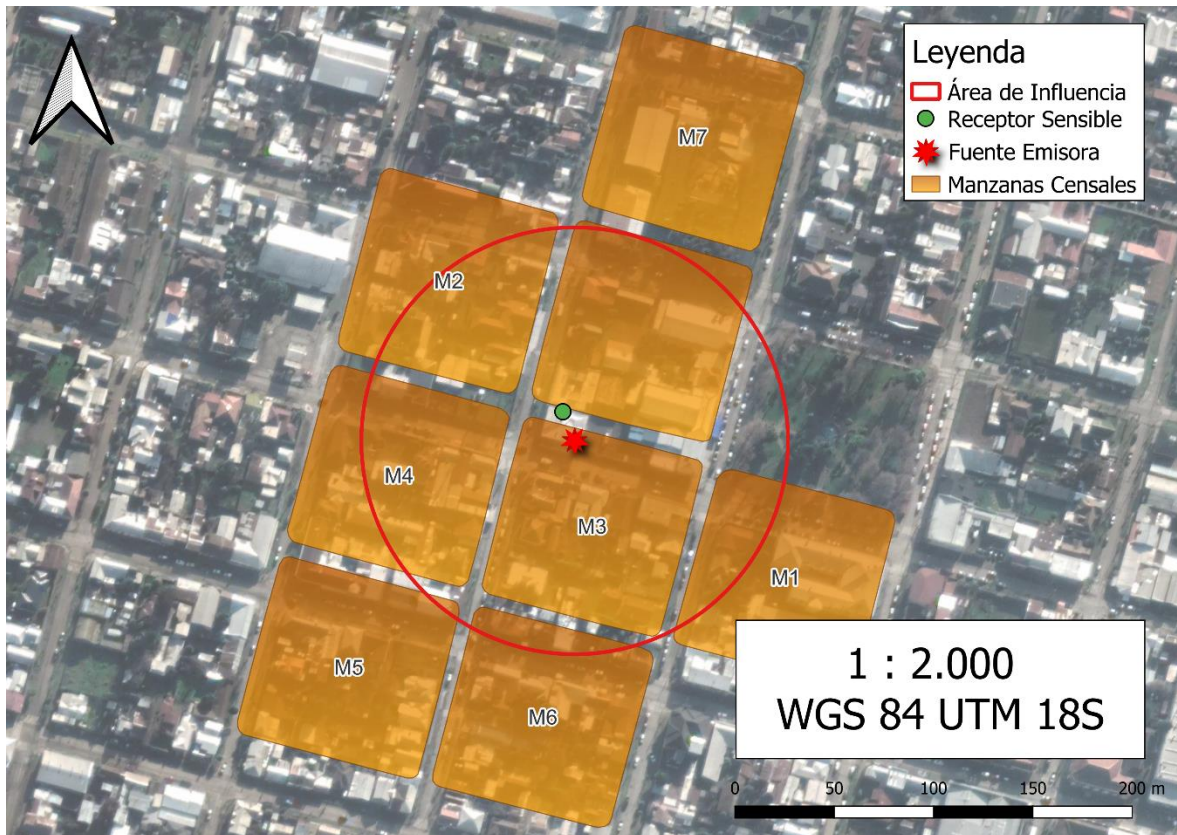 Leyenda
Área de Influencia
Receptor Sensible
Fuente Emisora
Manzanas Censales
M7
M2
M4
M3
M1
M5
M6
1 : 2.000
WGS 84 UTM 18S
0 50 100 150 200 m